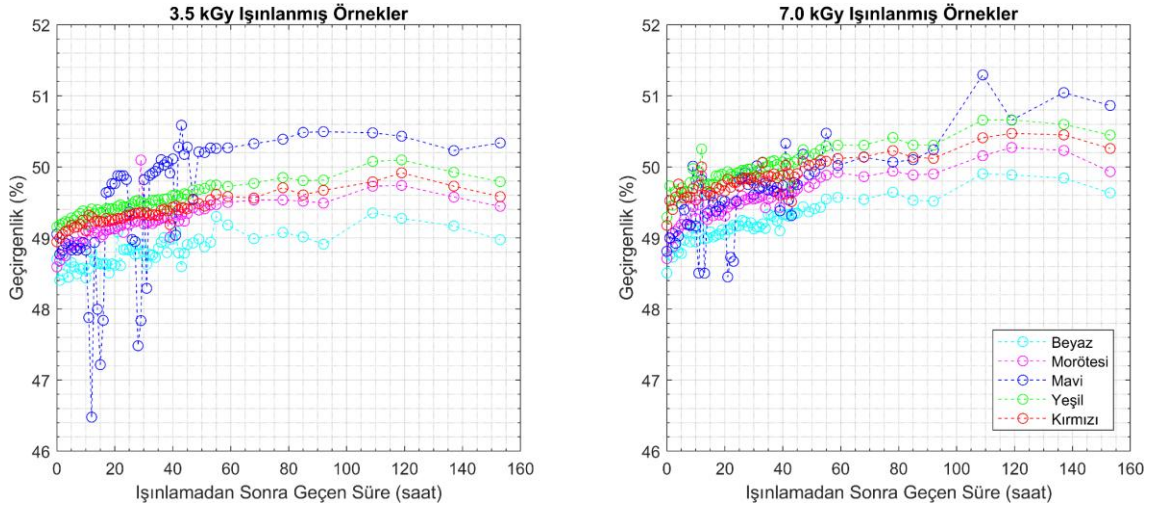 3.5 kGy Işınlanmış Örnekler
52
51
50
49
48
47
46
Geçirgenlik (%)
0 20 40 60 80 100 120 140 160
Işınlamadan Sonra Geçen Süre (saat)
7.0 kGy Işınlanmış Örnekler
52
51
50
49
48
47
46
Geçirgenlik (%)
0 20 40 60 80 100 120 140 160
Işınlamadan Sonra Geçen Süre (saat)
Beyaz
Morötesi
Mavi
Yeşil
Kırmızı